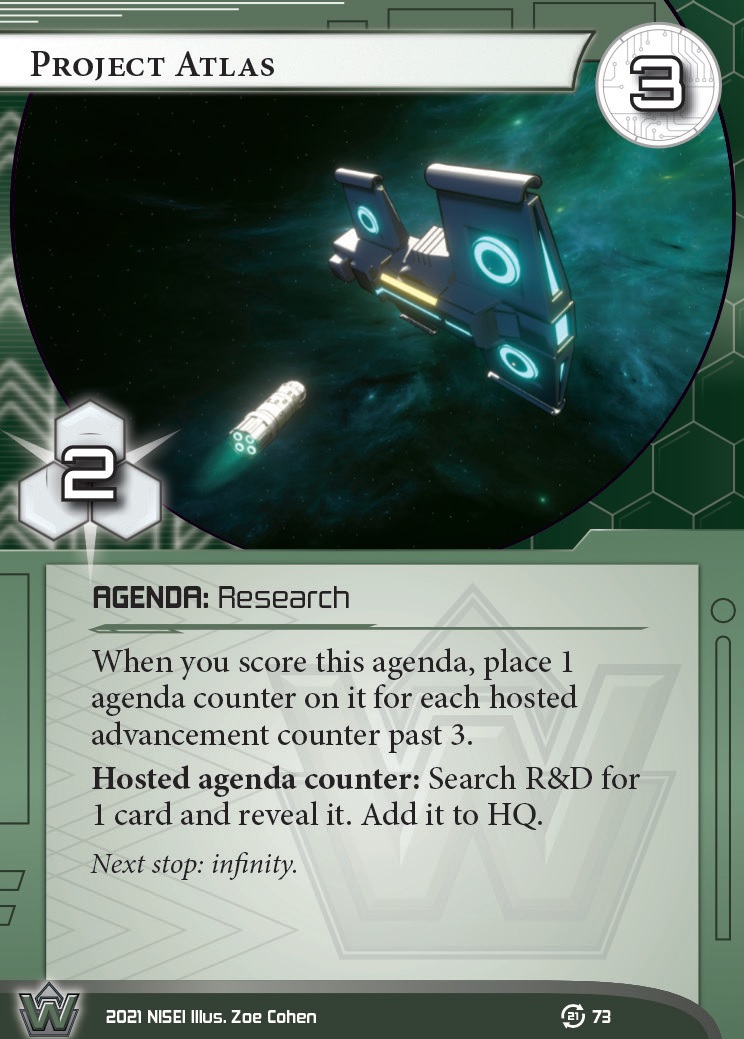 Project Atlas
3
2
AGENDA: Research
When you score this agenda, place 1
agenda counter on it for each hosted
advancement counter past 3.
Hosted agenda counter: Search R&D for
1 card and reveal it. Add it to HQ.
Next stop: infinity.
W
2021 NISEI Illus. Zoe Cohen
21 73